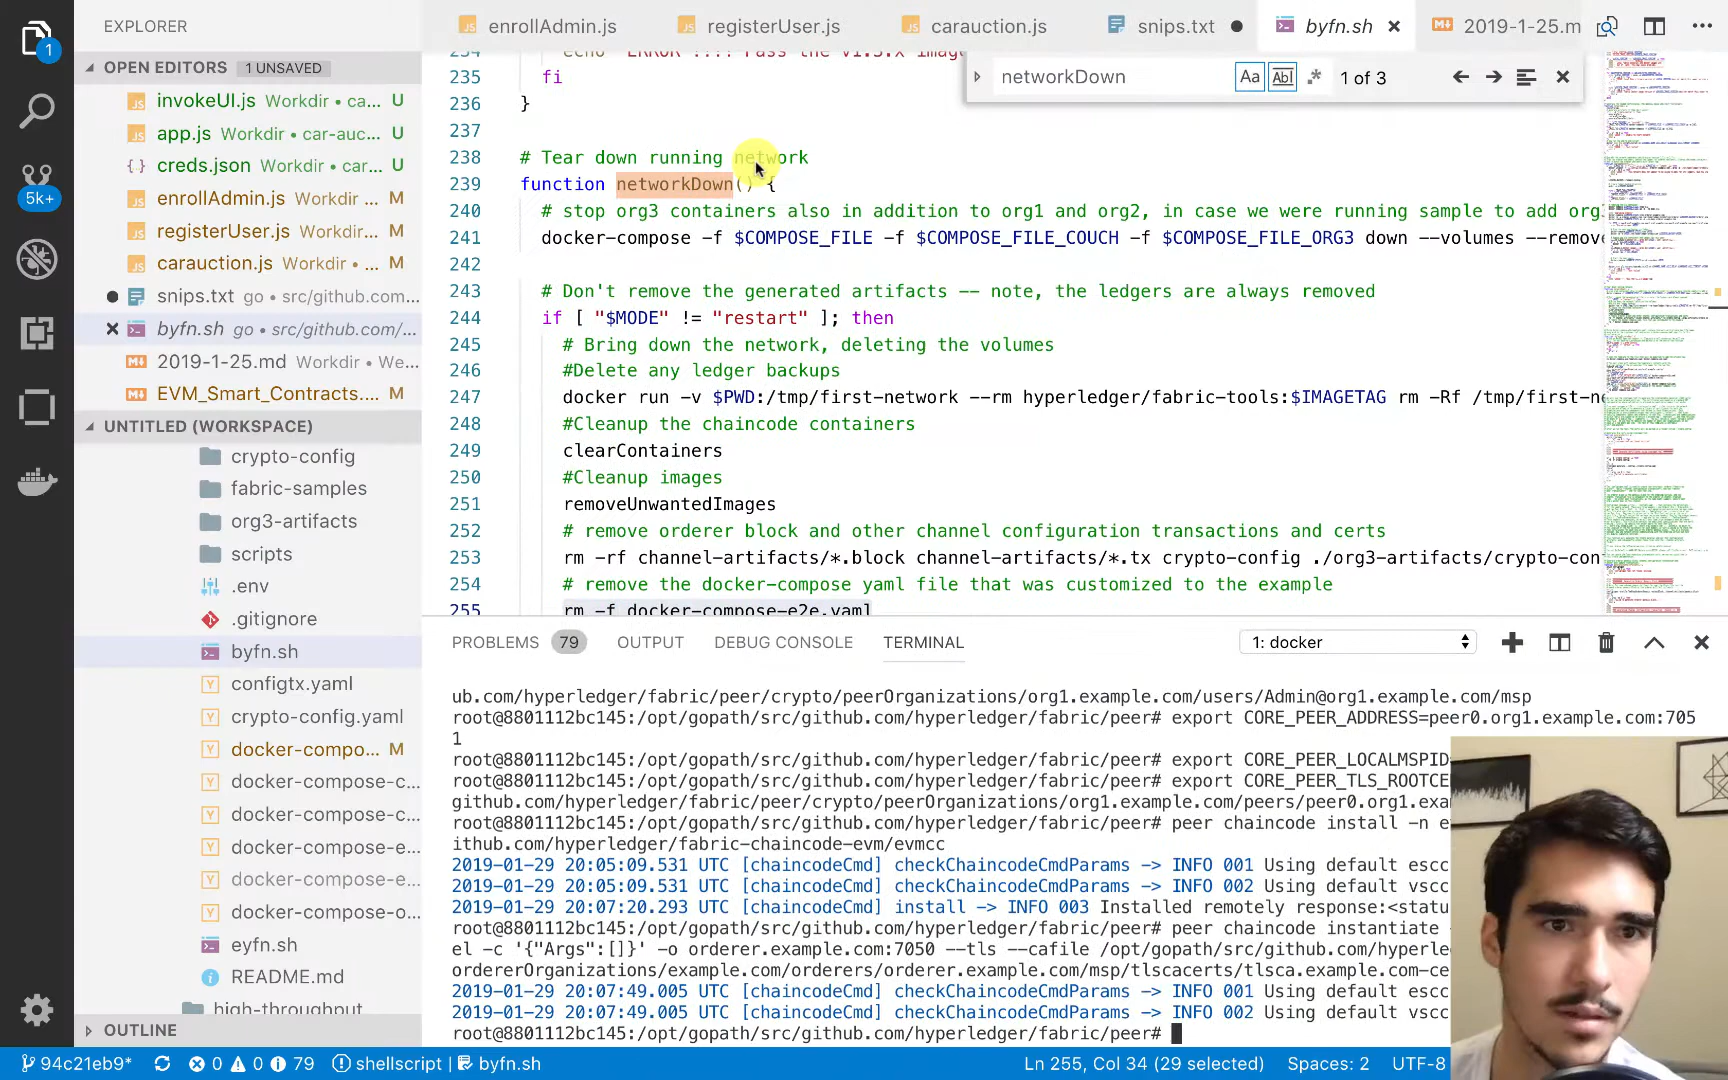 EXPLORER
enrollAdmin.js
registerUser.js
carauction.js
snips.txt
byfn.sh
2019-1-25.m
1
OPEN EDITORS 1 UNSAVED
invokeUI.js Workdir • ca... U
app.js Workdir • car-auc... U
creds.json Workdir • car... U
enrollAdmin.js Workdir... M
registerUser.js Workdir... M
carauction.js Workdir • ca... M
snips.txt go • src/github.com...
byfn.sh go • src/github.com/...
2019-1-25.md Workdir • We...
EVM_Smart_Contracts.... M
5k+
UNTITLED (WORKSPACE)
crypto-config
fabric-samples
org3-artifacts
scripts
.env
.gitignore
byfn.sh
configtx.yaml
crypto-config.yaml
docker-compo... M
docker-compose-c...
docker-compose-c...
docker-compose-e...
docker-compose-e...
docker-compose-o...
eyfn.sh
README.md
high-throughput
OUTLINE
networkDown Aa Abl .* 1 of 3
234
235 fi
236 }
237
238 # Tear down running network
239 function networkDown() {
240 # stop org3 containers also in addition to org1 and org2, in case we were running sample to add org
241 docker-compose -f $COMPOSE_FILE -f $COMPOSE_FILE_COUCH -f $COMPOSE_FILE_ORG3 down --volumes --remove
242
243 # Don't remove the generated artifacts -- note, the ledgers are always removed
244 if [ "$MODE" != "restart" ]; then
245 # Bring down the network, deleting the volumes
246 #Delete any ledger backups
247 docker run -v $PWD:/tmp/first-network --rm hyperledger/fabric-tools:$IMAGETAG rm -Rf /tmp/first-ne
248 #Cleanup the chaincode containers
249 clearContainers
250 #Cleanup images
251 removeUnwantedImages
252 # remove orderer block and other channel configuration transactions and certs
253 rm -rf channel-artifacts/*.block channel-artifacts/*.tx crypto-config ./org3-artifacts/crypto-con
254 # remove the docker-compose yaml file that was customized to the example
255 rm -f docker-compose-e2e.yaml
PROBLEMS 79 OUTPUT DEBUG CONSOLE TERMINAL 1: docker
ub.com/hyperledger/fabric/peer/crypto/peerOrganizations/org1.example.com/users/Admin@org1.example.com/msp
root@8801112bc145:/opt/gopath/src/github.com/hyperledger/fabric/peer# export CORE_PEER_ADDRESS=peer0.org1.example.com:705
1
root@8801112bc145:/opt/gopath/src/github.com/hyperledger/fabric/peer# export CORE_PEER_LOCALMSPID
root@8801112bc145:/opt/gopath/src/github.com/hyperledger/fabric/peer# export CORE_PEER_TLS_ROOTCE
github.com/hyperledger/fabric/peer/crypto/peerOrganizations/org1.example.com/peers/peer0.org1.exa
root@8801112bc145:/opt/gopath/src/github.com/hyperledger/fabric/peer# peer chaincode install -n e
ithub.com/hyperledger/fabric-chaincode-evm/evmcc
2019-01-29 20:05:09.531 UTC [chaincodeCmd] checkChaincodeCmdParams -> INFO 001 Using default escc
2019-01-29 20:05:09.531 UTC [chaincodeCmd] checkChaincodeCmdParams -> INFO 002 Using default vscc
2019-01-29 20:07:20.293 UTC [chaincodeCmd] install -> INFO 003 Installed remotely response:<statu
root@8801112bc145:/opt/gopath/src/github.com/hyperledger/fabric/peer# peer chaincode instantiate
el -c '{"Args":[]}' -o orderer.example.com:7050 --tls --cafile /opt/gopath/src/github.com/hyperle
ordererOrganizations/example.com/orderers/orderer.example.com/msp/tlscacerts/tlsca.example.com-ce
2019-01-29 20:07:49.005 UTC [chaincodeCmd] checkChaincodeCmdParams -> INFO 001 Using default escc
2019-01-29 20:07:49.005 UTC [chaincodeCmd] checkChaincodeCmdParams -> INFO 002 Using default vscc
root@8801112bc145:/opt/gopath/src/github.com/hyperledger/fabric/peer#
94c21eb9* 0 0 79 shellscript byfn.sh Ln 255, Col 34 (29 selected) Spaces: 2 UTF-8